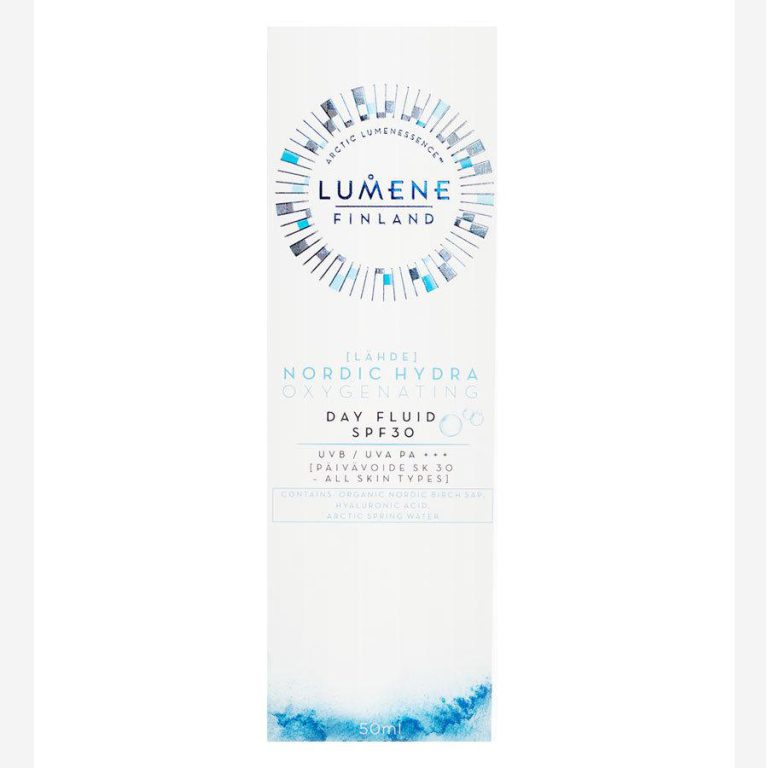 ARCTIC LUMENESSENCE™
LUMENE
FINLAND
[LÄHDE]
NORDIC HYDRA
OXYGENATING
DAY FLUID
SPF30
UVB / UVA PA +++
[PÄIVÄVOIDE SK 30
- ALL SKIN TYPES]
CONTAINS: ORGANIC NORDIC BIRCH SAP,
HYALURONIC ACID,
ARCTIC SPRING WATER
50ml